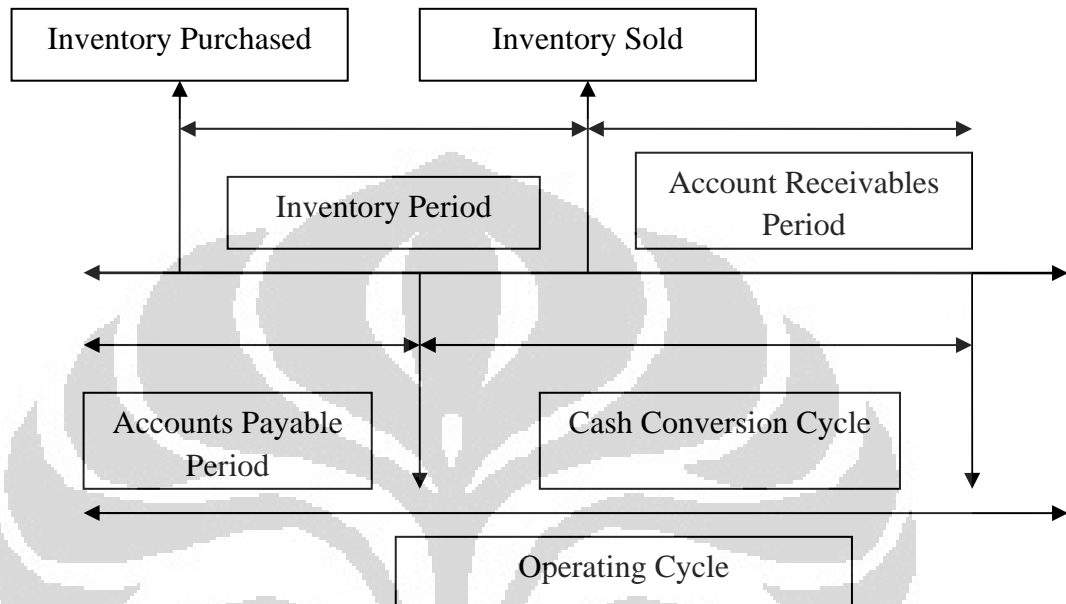 Inventory Purchased
Inventory Sold
Inventory Period
Account Receivables
Period
Accounts Payable
Period
Cash Conversion Cycle
Operating Cycle